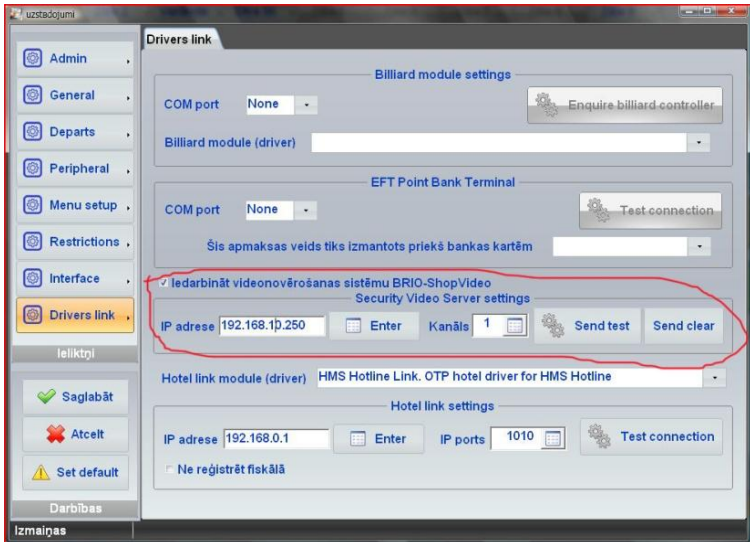 uzstadojumi
Admin
General
Departs
Peripheral
Menu setup
Restrictions
Interface
Drivers link
Ieliktņi
Saglabāt
Atcelt
Set default
Darbības
Drivers link
Billiard module settings
COM port None
Enquire billiard controller
Billiard module (driver)
EFT Point Bank Terminal
COM port None
Test connection
Šis apmaksas veids tiks izmantots priekš bankas kartēm
Iedarbināt videonovērošanas sistēmu BRIO-ShopVideo
Security Video Server settings
IP adrese 192.168.10.250 Enter Kanāls 1 Send test Send clear
Hotel link module (driver) HMS Hotline Link. OTP hotel driver for HMS Hotline
Hotel link settings
IP adrese 192.168.0.1 Enter IP ports 1010 Test connection
Ne reģistrēt fiskālā
Izmaiņas